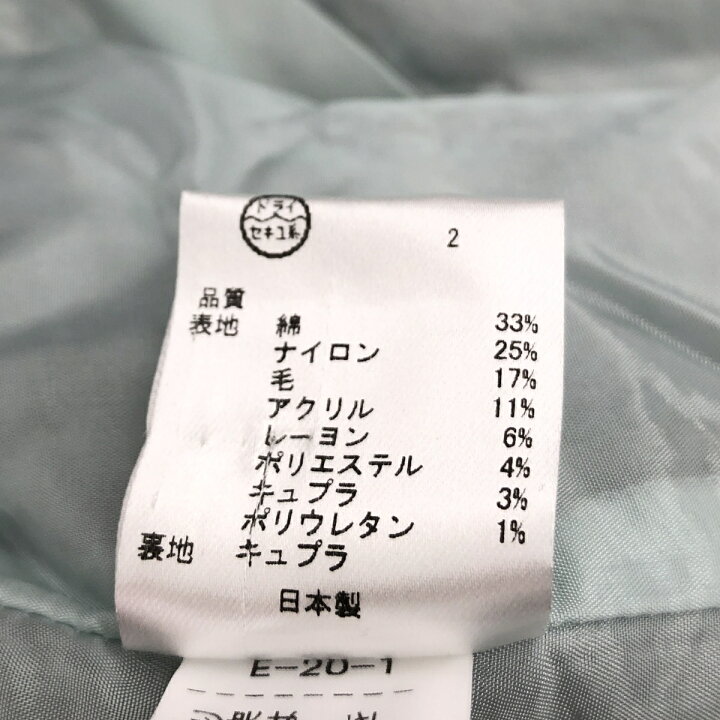 ドライ
セキユ系
2
品質
表地 綿 33%
ナイロン 25%
毛 17%
アクリル 11%
レーヨン 6%
ポリエステル 4%
キュプラ 3%
ポリウレタン 1%
裏地 キュプラ
日本製
E-20-1